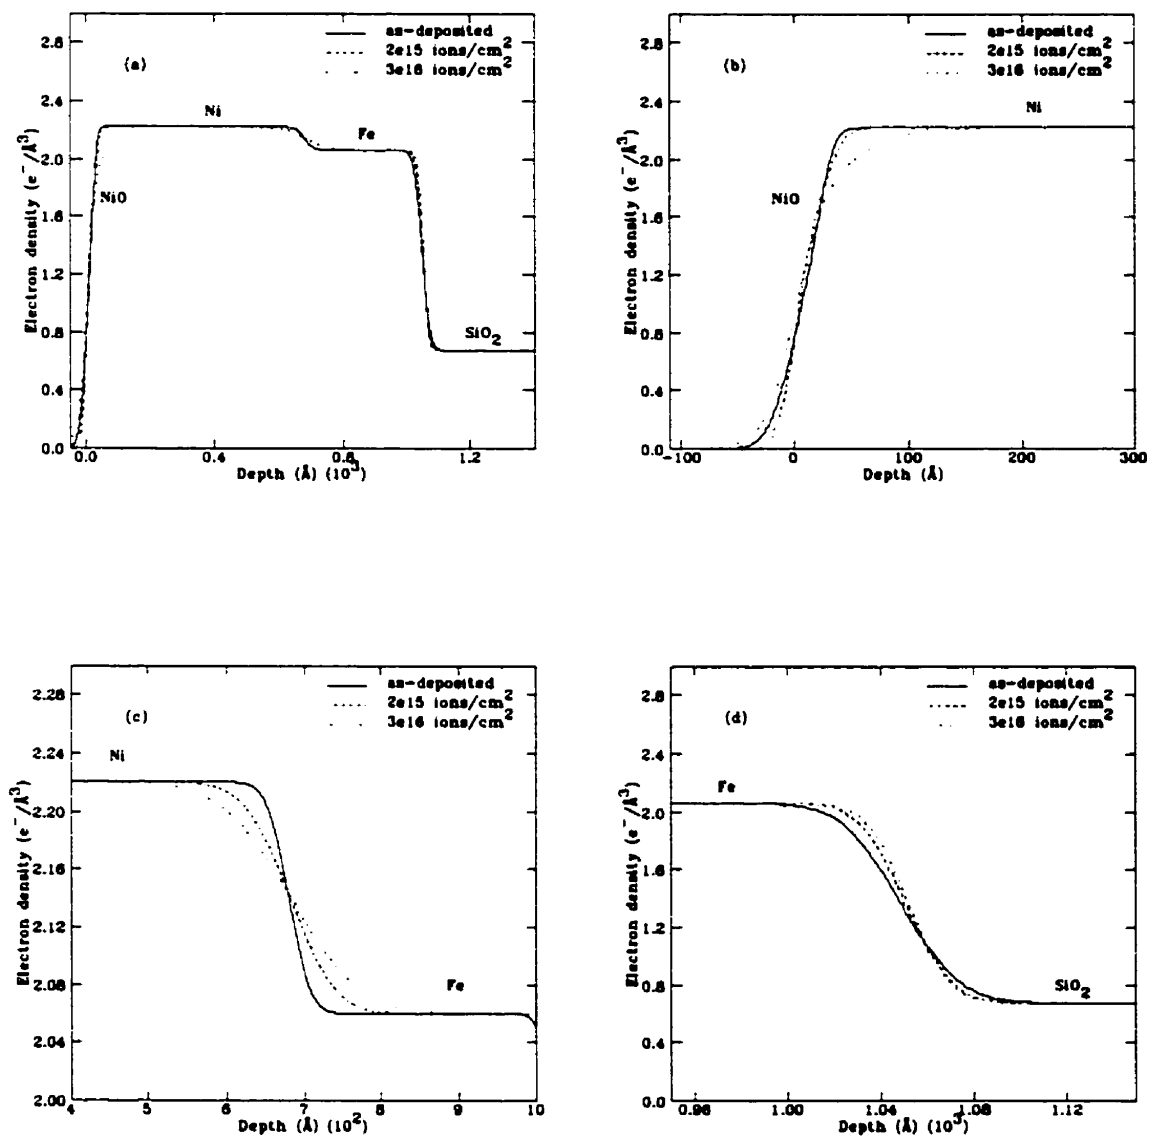 as-deposited
2e15 ions/cm2
3e16 ions/cm2
(a)
Ni
Fe
NiO
SiO2
2.8
2.4
2.0
1.6
1.2
0.8
0.4
0.0
0.0 0.4 0.8 1.2
Electron density (e-/Å3)
Depth (Å) (10^3)
as-deposited
2e15 ions/cm2
3e16 ions/cm2
(b)
Ni
NiO
2.8
2.4
2.0
1.6
1.2
0.8
0.4
0.0
-100 0 100 200 300
Electron density (e-/Å3)
Depth (Å)
as-deposited
2e15 ions/cm2
3e16 ions/cm2
(c)
Ni
Fe
2.28
2.24
2.20
2.16
2.12
2.08
2.04
2.00
4 5 6 7 8 9 10
Electron density (e-/Å3)
Depth (Å) (10^2)
as-deposited
2e15 ions/cm2
3e16 ions/cm2
(d)
Fe
SiO2
2.8
2.4
2.0
1.6
1.2
0.8
0.4
0.0
0.96 1.00 1.04 1.08 1.12
Electron density (e-/Å3)
Depth (Å) (10^3)